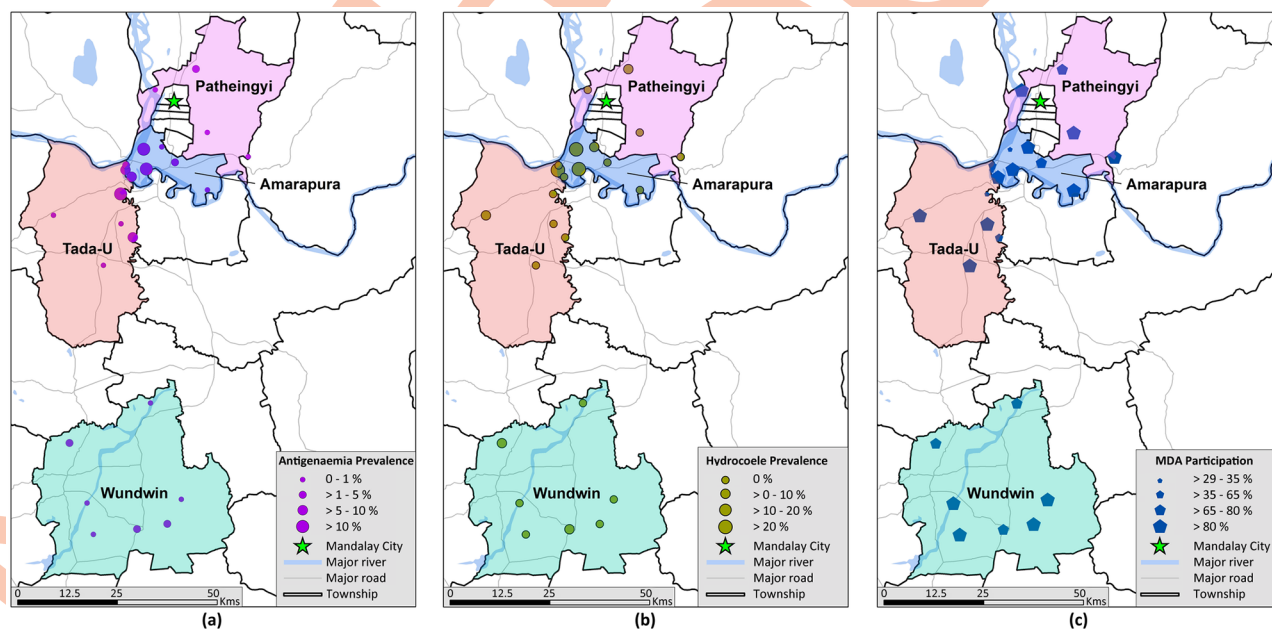 Patheingyi
Amarapura
Tada-U
Wundwin
Antigenaemia Prevalence
0 - 1 %
> 1 - 5 %
> 5 - 10 %
> 10 %
Mandalay City
Major river
Major road
Township
0 12.5 25 Kms
(a)
Patheingyi
Amarapura
Tada-U
Wundwin
Hydrocoele Prevalence
0 %
> 0 - 10 %
> 10 - 20 %
> 20 %
Mandalay City
Major river
Major road
Township
0 12.5 25 Kms
(b)
Patheingyi
Amarapura
Tada-U
Wundwin
MDA Participation
> 29 - 35 %
> 35 - 65 %
> 65 - 80 %
> 80 %
Mandalay City
Major river
Major road
Township
0 12.5 25 Kms
(c)